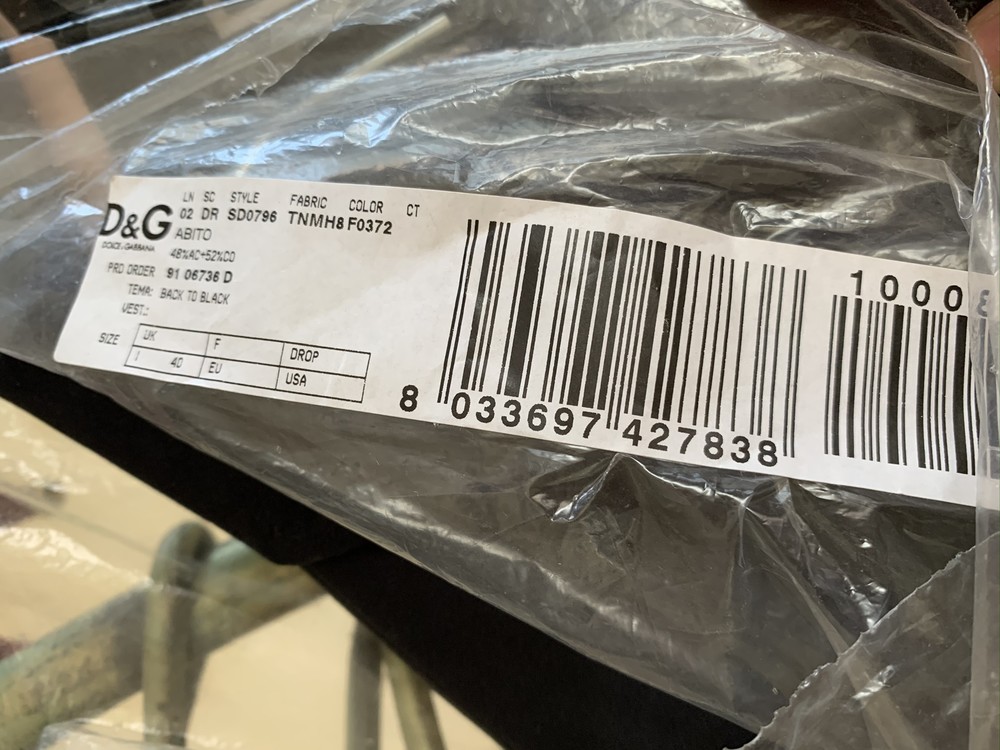 D&G
DOLCE & GABBANA
LN SC STYLE FABRIC COLOR CT
02 DR SD0796 TNMH8 F0372
ABITO
48%AC+52%CO
PRD ORDER 91 06736 D
TEMA: BACK TO BLACK
VEST.:
SIZE
UK F DROP
I 40 EU USA
8 033697 427838
1000